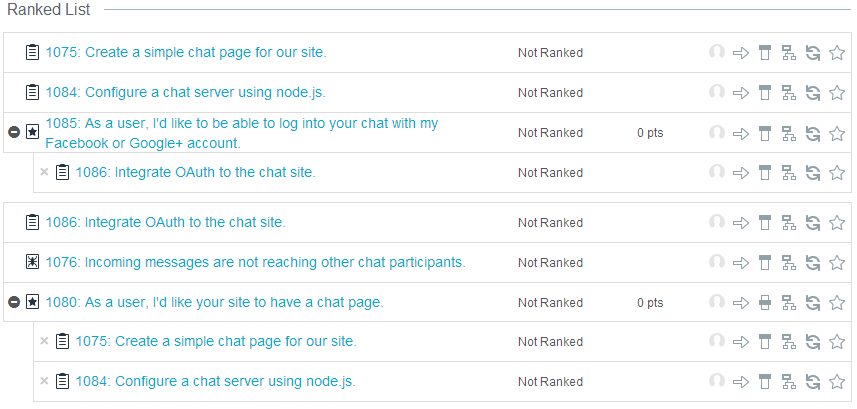 Ranked List
1075: Create a simple chat page for our site. Not Ranked
1084: Configure a chat server using node.js. Not Ranked
1085: As a user, I'd like to be able to log into your chat with my
Facebook or Google+ account. Not Ranked 0 pts
1086: Integrate OAuth to the chat site. Not Ranked
1086: Integrate OAuth to the chat site. Not Ranked
1076: Incoming messages are not reaching other chat participants. Not Ranked
1080: As a user, I'd like your site to have a chat page. Not Ranked 0 pts
1075: Create a simple chat page for our site. Not Ranked
1084: Configure a chat server using node.js. Not Ranked